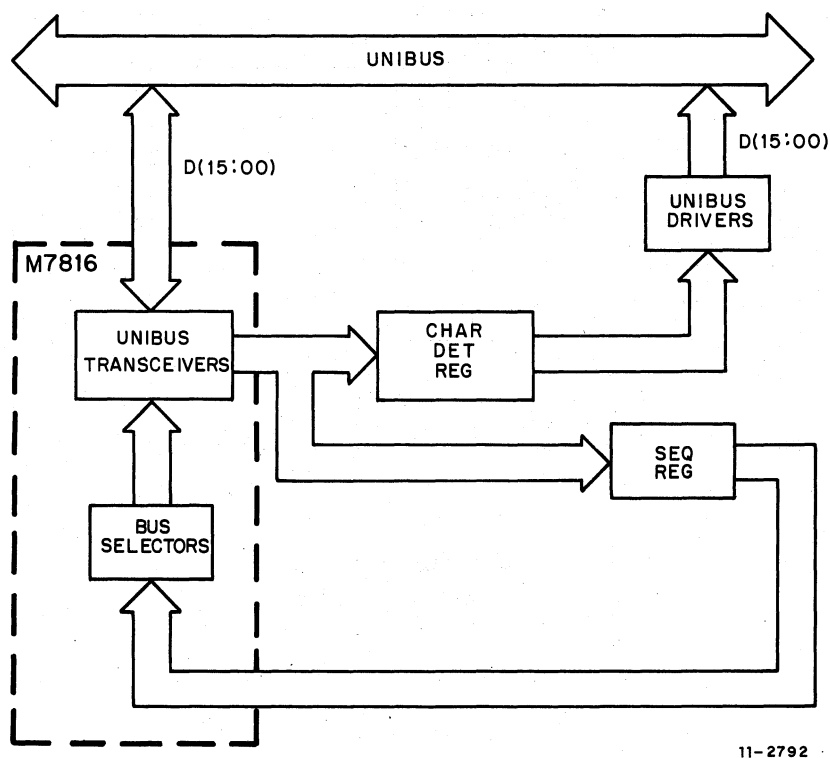 UNIBUS
D(15:00)
D(15:00)
UNIBUS
DRIVERS
M7816
UNIBUS
TRANSCEIVERS
CHAR
DET
REG
SEQ
REG
BUS
SELECTORS
11-2792